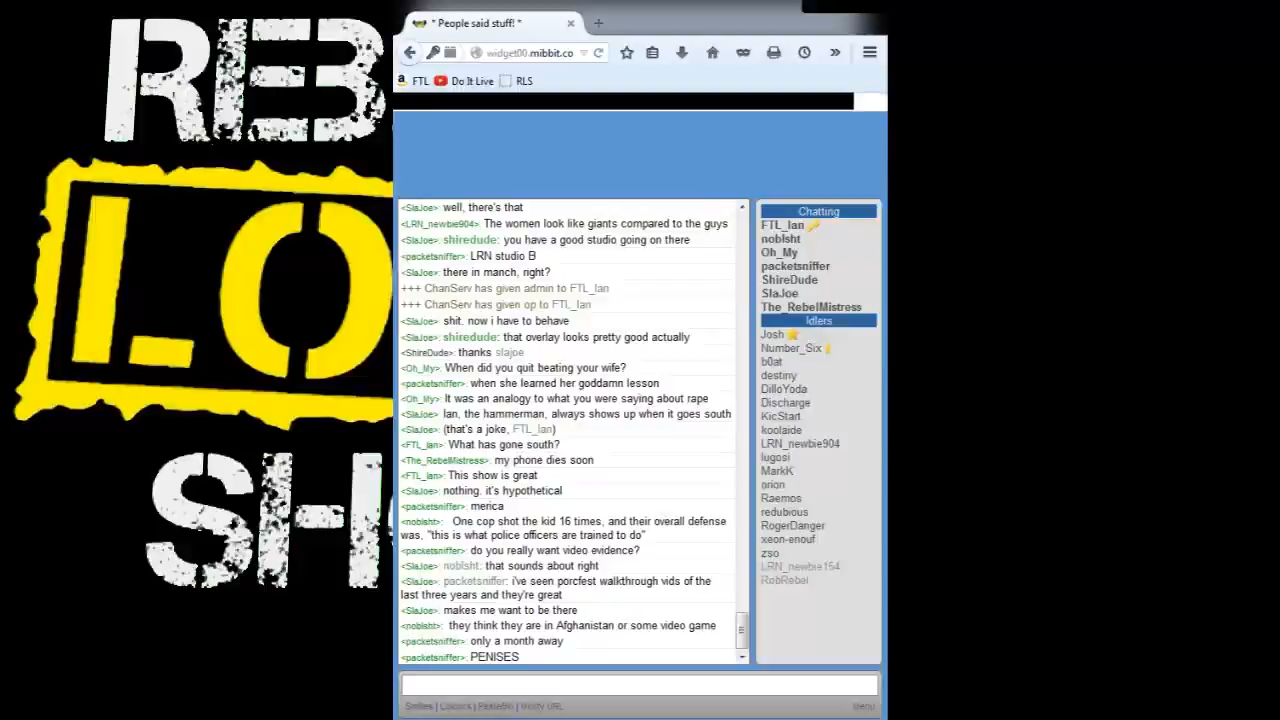 REB
LO
SH
" People said stuff! "
widget00.mibbit.co
FTL
Do It Live
RLS
<SlaJoe>: well, there's that
<LRN_newbie904>: The women look like giants compared to the guys
<SlaJoe>: shiredude: you have a good studio going on there
<packetsniffer>: LRN studio B
<SlaJoe>: there in manch, right?
+++ ChanServ has given admin to FTL_Ian
+++ ChanServ has given op to FTL_Ian
<SlaJoe>: shit. now i have to behave
<SlaJoe>: shiredude: that overlay looks pretty good actually
<ShireDude>: thanks slajoe
<Oh_My>: When did you quit beating your wife?
<packetsniffer>: when she learned her goddamn lesson
<Oh_My>: It was an analogy to what you were saying about rape
<SlaJoe>: Ian, the hammerman, always shows up when it goes south
<SlaJoe>: (that's a joke, FTL_Ian)
<FTL_Ian>: What has gone south?
<The_RebelMistress>: my phone dies soon
<FTL_Ian>: This show is great
<SlaJoe>: nothing. it's hypothetical
<packetsniffer>: merica
<noblsht>: One cop shot the kid 16 times, and their overall defense
was, "this is what police officers are trained to do"
<packetsniffer>: do you really want video evidence?
<SlaJoe>: noblsht: that sounds about right
<SlaJoe>: packetsniffer: i've seen porcfest walkthrough vids of the
last three years and they're great
<SlaJoe>: makes me want to be there
<noblsht>: they think they are in Afghanistan or some video game
<packetsniffer>: only a month away
<packetsniffer>: PENISES
Chatting
FTL_Ian
noblsht
Oh_My
packetsniffer
ShireDude
SlaJoe
The_RebelMistress
Idlers
Josh
Number_Six
b0at
destiny
DilloYoda
Discharge
KicStart
koolaide
LRN_newbie904
lugosi
MarkK
orion
Raemos
redubious
RogerDanger
xeon-enouf
zso
LRN_newbie154
RobRebel
Smilies | Colours | Pastebin | Mibify URL
Menu